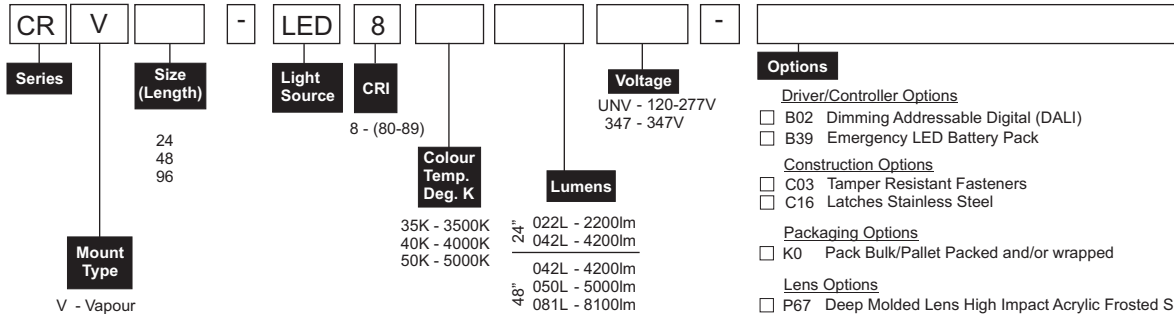 CR V - LED 8 -
Series
Size
(Length)
Light
Source
CRI
Voltage
Options
24
48
96
8 - (80-89)
UNV - 120-277V
347 - 347V
Mount
Type
V - Vapour
Colour
Temp.
Deg. K
35K - 3500K
40K - 4000K
50K - 5000K
Lumens
24"
022L - 2200lm
042L - 4200lm
48"
042L - 4200lm
050L - 5000lm
081L - 8100lm
Driver/Controller Options
B02 Dimming Addressable Digital (DALI)
B39 Emergency LED Battery Pack
Construction Options
C03 Tamper Resistant Fasteners
C16 Latches Stainless Steel
Packaging Options
K0 Pack Bulk/Pallet Packed and/or wrapped
Lens Options
P67 Deep Molded Lens High Impact Acrylic Frosted S